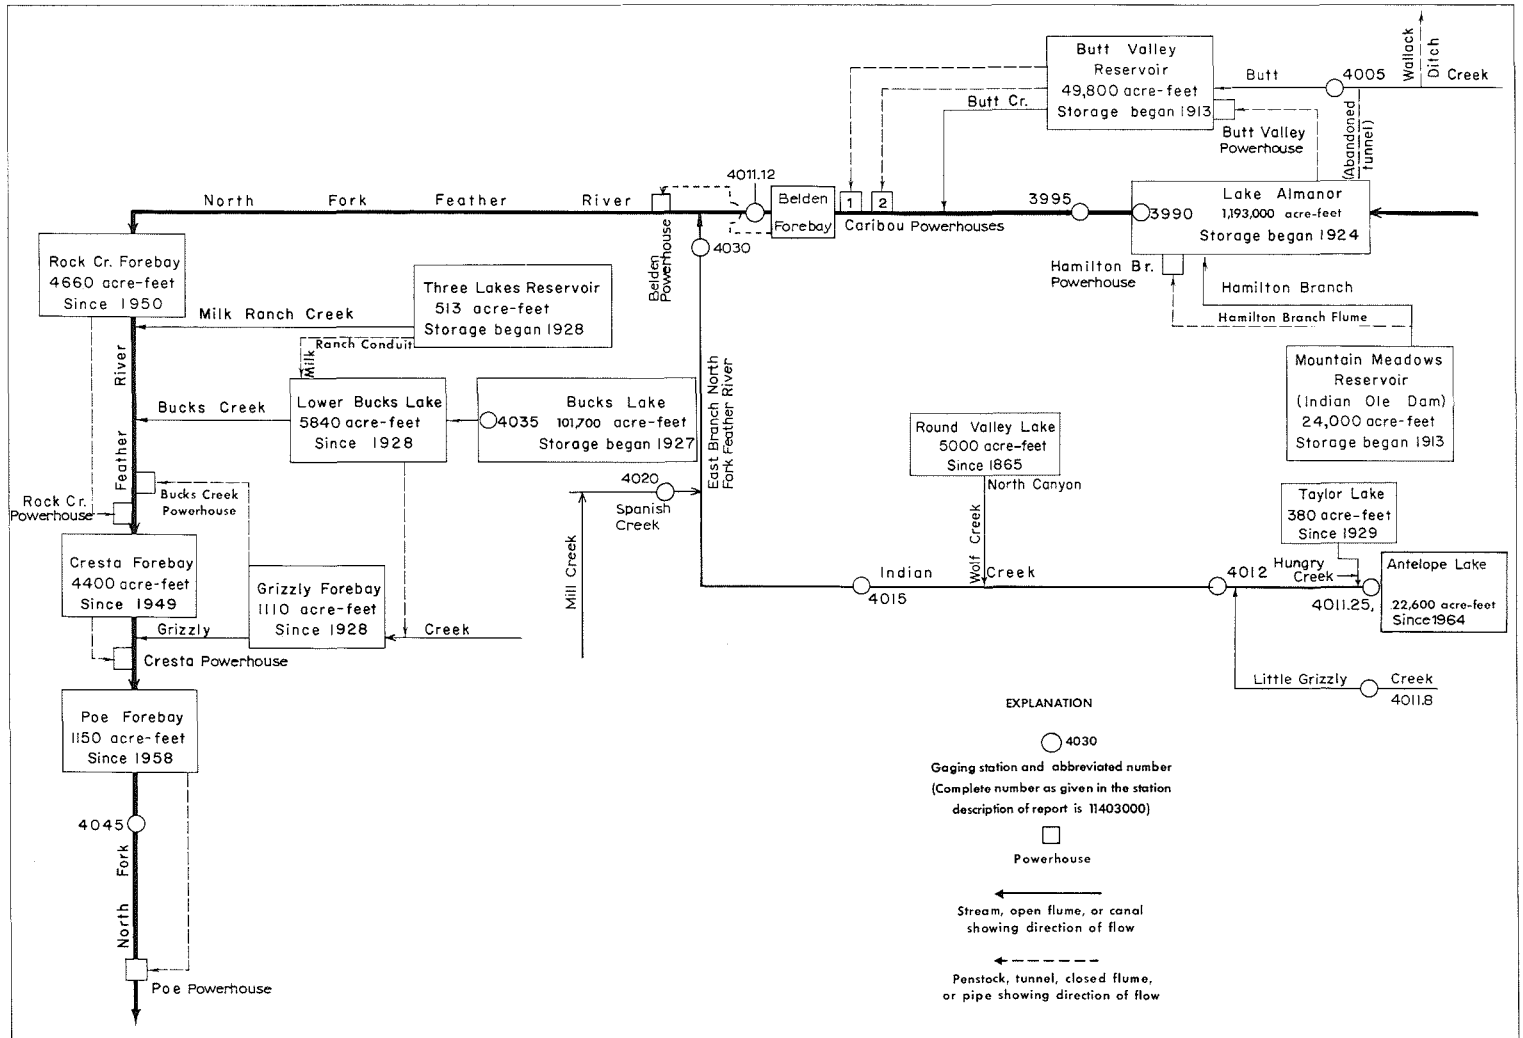 Wallack
Ditch
Butt Valley
Reservoir
49,800 acre-feet
Storage began 1913
Butt
4005
Creek
Butt Cr.
Butt Valley
Powerhouse
(Abandoned
tunnel)
North Fork Feather River
4011.12
Belden
Forebay
1
2
Caribou Powerhouses
3995
3990
Lake Almanor
1,193,000 acre-feet
Storage began 1924
Belden
Powerhouse
4030
Hamilton Br.
Powerhouse
Hamilton Branch
Hamilton Branch Flume
Rock Cr. Forebay
4660 acre-feet
Since 1950
Three Lakes Reservoir
513 acre-feet
Storage began 1928
Milk Ranch Creek
Milk
Ranch Conduit
Mountain Meadows
Reservoir
(Indian Ole Dam)
24,000 acre-feet
Storage began 1913
Feather River
Bucks Creek
Lower Bucks Lake
5840 acre-feet
Since 1928
4035
Bucks Lake
101,700 acre-feet
Storage began 1927
East Branch North
Fork Feather River
Round Valley Lake
5000 acre-feet
Since 1865
North Canyon
Wolf Creek
4020
Spanish
Creek
Mill Creek
Rock Cr.
Powerhouse
Bucks Creek
Powerhouse
Taylor Lake
380 acre-feet
Since 1929
Hungry
Creek
Antelope Lake
22,600 acre-feet
Since 1964
4011.25,
4012
Indian Creek
4015
Cresta Forebay
4400 acre-feet
Since 1949
Grizzly Forebay
1110 acre-feet
Since 1928
Grizzly
Creek
Cresta Powerhouse
Little Grizzly Creek
4011.8
Poe Forebay
1150 acre-feet
Since 1958
4045
North Fork
Poe Powerhouse
EXPLANATION
4030
Gaging station and abbreviated number
(Complete number as given in the station
description of report is 11403000)
Powerhouse
Stream, open flume, or canal
showing direction of flow
Penstock, tunnel, closed flume,
or pipe showing direction of flow